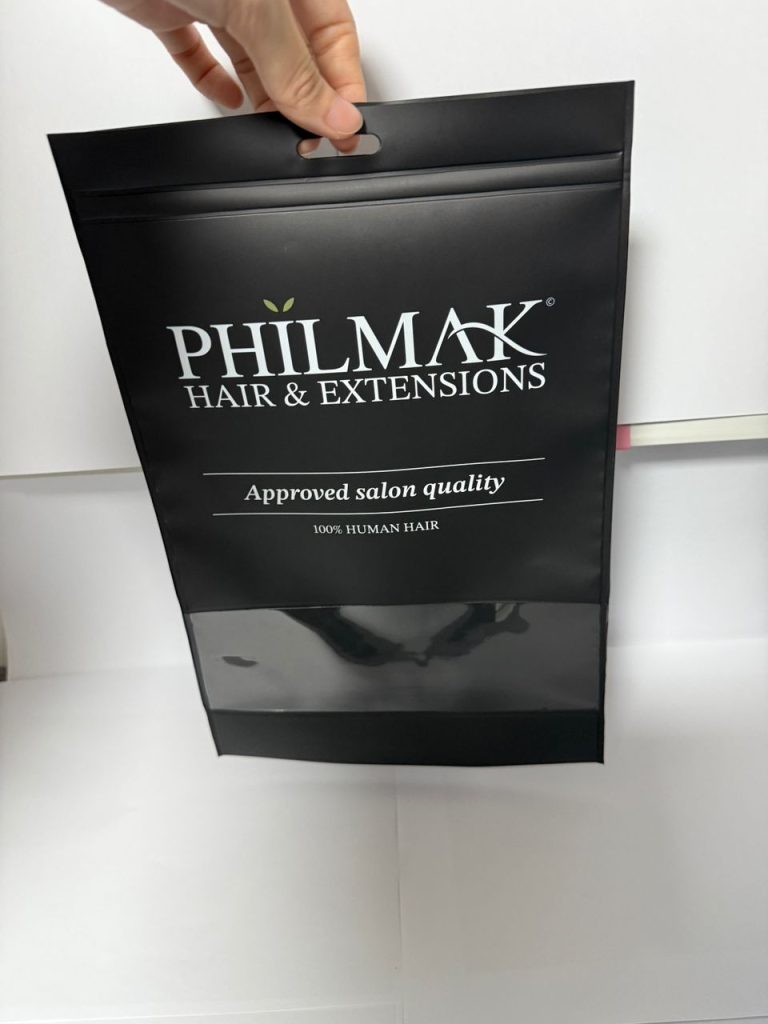 PHILMAK©
HAIR & EXTENSIONS
Approved salon quality
100% HUMAN HAIR